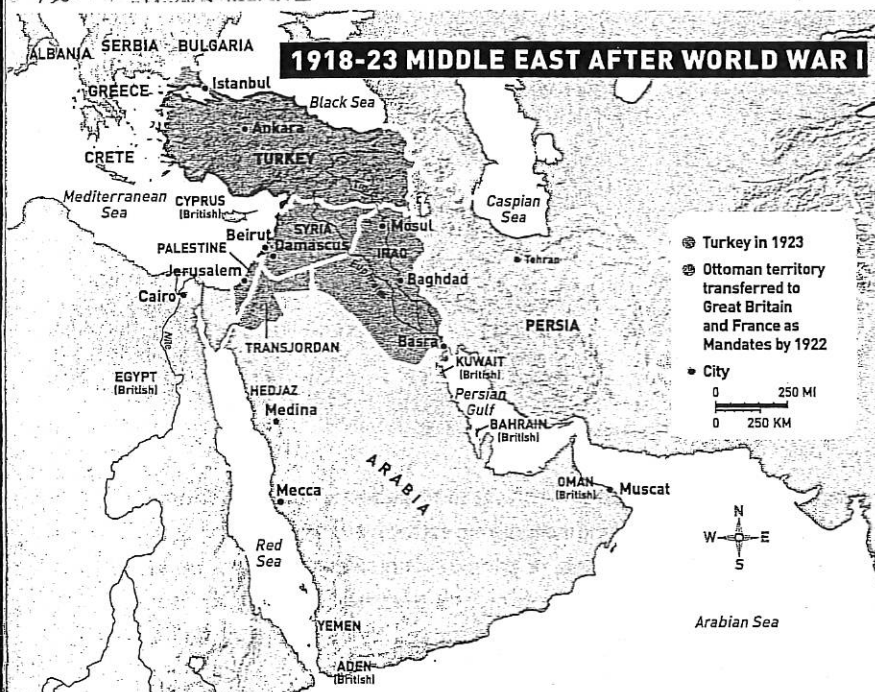 1918-23 MIDDLE EAST AFTER WORLD WAR I
ALBANIA
SERBIA
BULGARIA
GREECE
Istanbul
Black Sea
Ankara
TURKEY
CRETE
Mediterranean
Sea
CYPRUS
(British)
Caspian
Sea
SYRIA
Mosul
Beirut
Damascus
IRAQ
PALESTINE
Jerusalem
Baghdad
Tehran
Cairo
PERSIA
Basra
TRANSJORDAN
KUWAIT
(British)
Nile
EGYPT
(British)
HEDJAZ
Medina
Persian
Gulf
BAHRAIN
(British)
ARABIA
OMAN
(British)
Muscat
Mecca
Red
Sea
YEMEN
ADEN
(British)
Arabian Sea
Turkey in 1923
Ottoman territory
transferred to
Great Britain
and France as
Mandates by 1922
City
0 250 MI
0 250 KM
N
W E
S